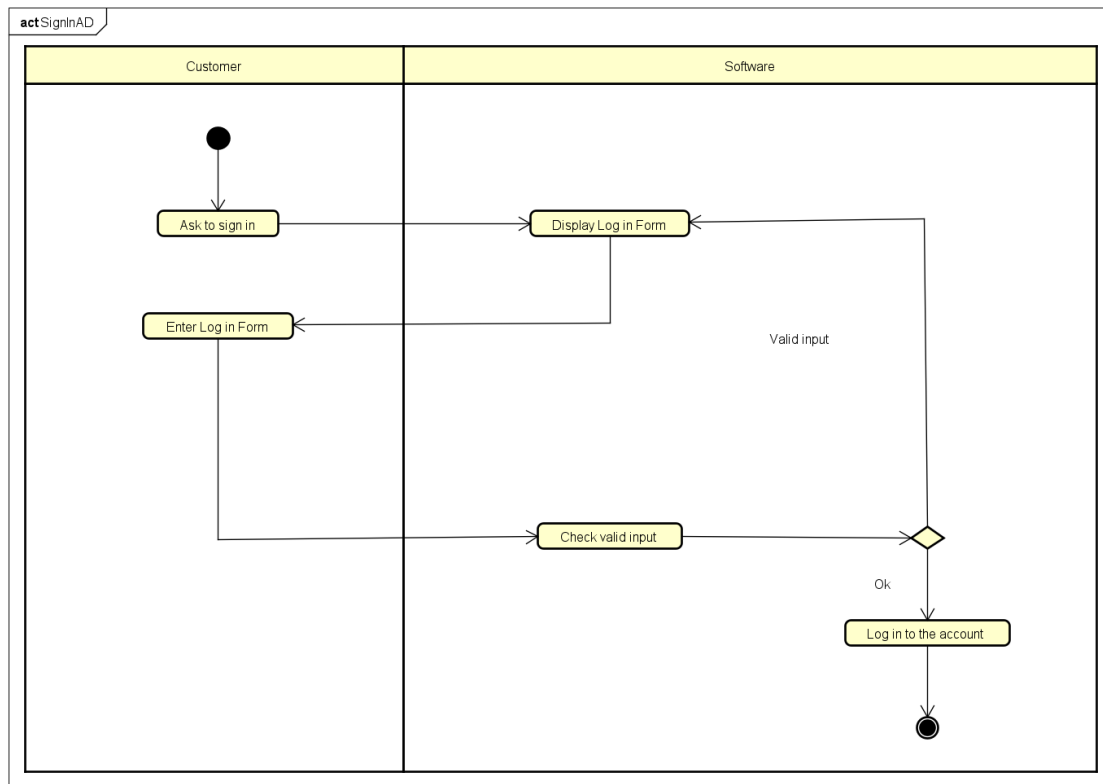 act SignInAD
Customer
Software
Ask to sign in
Display Log in Form
Enter Log in Form
Valid input
Check valid input
Ok
Log in to the account